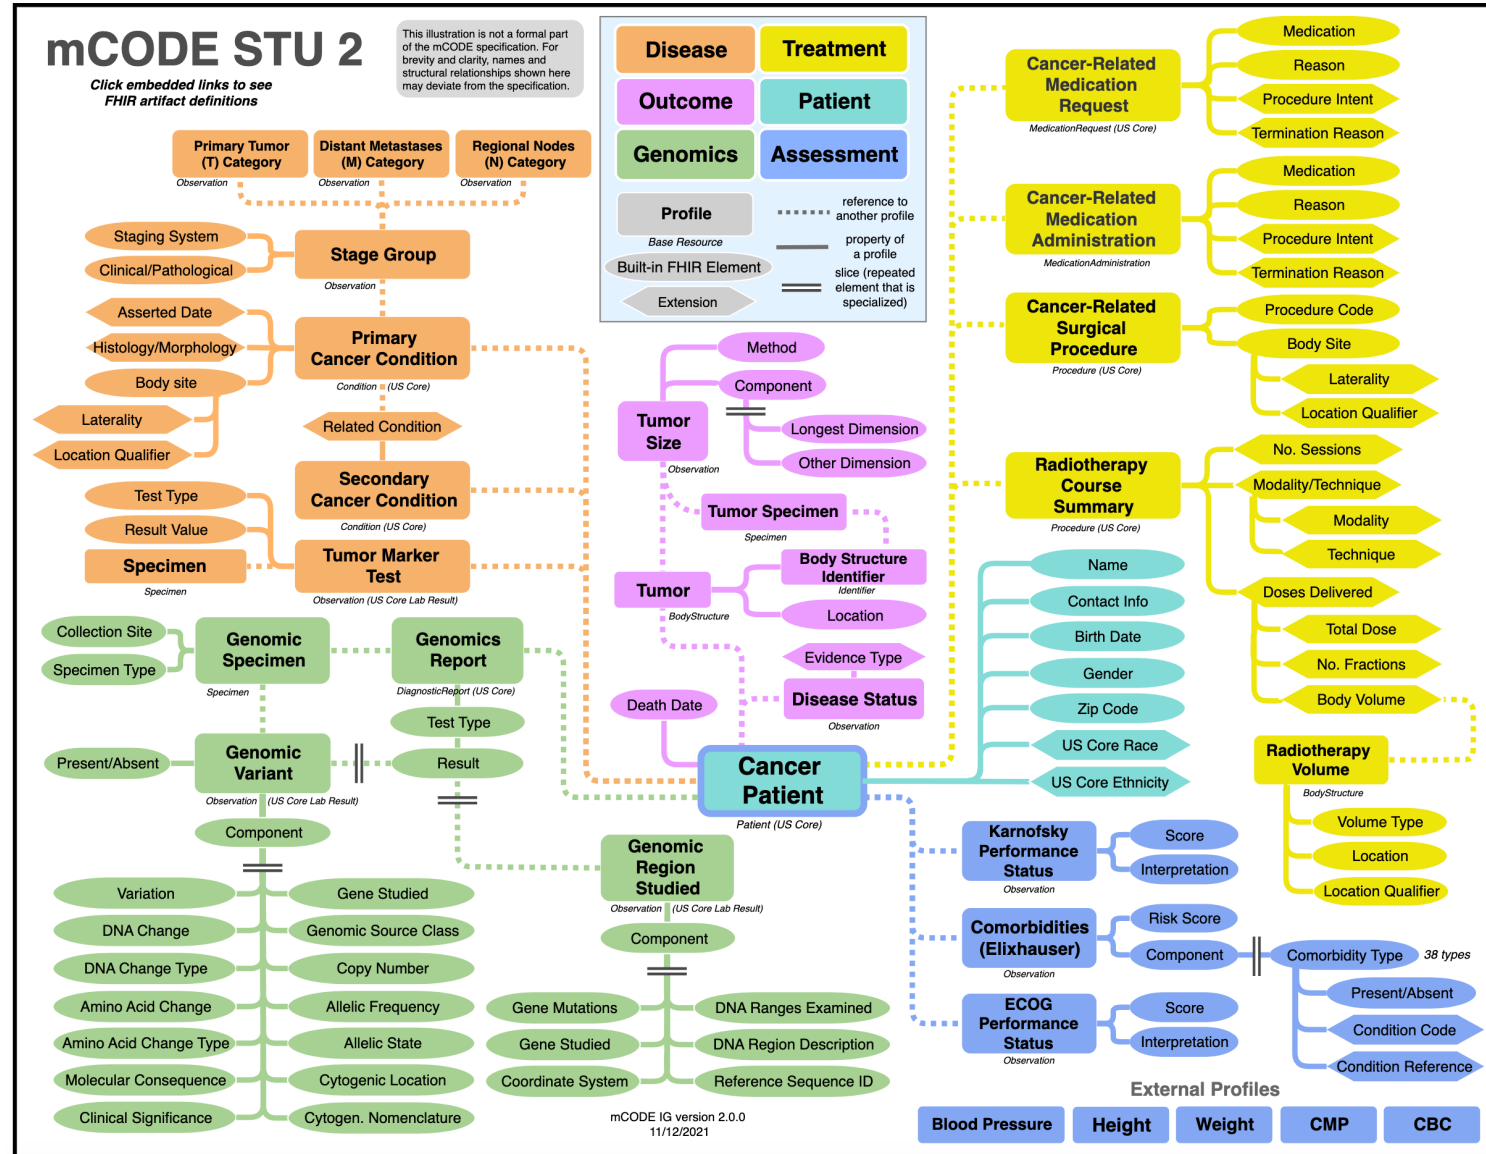 mCODE STU 2
Click embedded links to see
FHIR artifact definitions
This illustration is not a formal part
of the mCODE specification. For
brevity and clarity, names and
structural relationships shown here
may deviate from the specification.
Disease
Treatment
Outcome
Patient
Genomics
Assessment
Profile
Base Resource
Built-in FHIR Element
Extension
reference to
another profile
property of
a profile
slice (repeated
element that is
specialized)
Primary Tumor
(T) Category
Observation
Distant Metastases
(M) Category
Observation
Regional Nodes
(N) Category
Observation
Staging System
Clinical/Pathological
Stage Group
Observation
Asserted Date
Histology/Morphology
Body site
Laterality
Location Qualifier
Primary
Cancer Condition
Condition (US Core)
Related Condition
Secondary
Cancer Condition
Condition (US Core)
Test Type
Result Value
Specimen
Specimen
Tumor Marker
Test
Observation (US Core Lab Result)
Collection Site
Specimen Type
Genomic
Specimen
Specimen
Genomics
Report
DiagnosticReport (US Core)
Test Type
Result
Present/Absent
Genomic
Variant
Observation (US Core Lab Result)
Component
Variation
Gene Studied
DNA Change
Genomic Source Class
DNA Change Type
Copy Number
Amino Acid Change
Allelic Frequency
Amino Acid Change Type
Allelic State
Molecular Consequence
Cytogenic Location
Clinical Significance
Cytogen. Nomenclature
Genomic
Region
Studied
Observation (US Core Lab Result)
Component
Gene Mutations
DNA Ranges Examined
Gene Studied
DNA Region Description
Coordinate System
Reference Sequence ID
mCODE IG version 2.0.0
11/12/2021
Method
Component
Tumor
Size
Observation
Longest Dimension
Other Dimension
Tumor Specimen
Specimen
Tumor
BodyStructure
Body Structure
Identifier
Identifier
Location
Evidence Type
Disease Status
Observation
Death Date
Cancer
Patient
Patient (US Core)
Name
Contact Info
Birth Date
Gender
Zip Code
US Core Race
US Core Ethnicity
Cancer-Related
Medication
Request
MedicationRequest (US Core)
Medication
Reason
Procedure Intent
Termination Reason
Cancer-Related
Medication
Administration
MedicationAdministration
Medication
Reason
Procedure Intent
Termination Reason
Cancer-Related
Surgical
Procedure
Procedure (US Core)
Procedure Code
Body Site
Laterality
Location Qualifier
Radiotherapy
Course
Summary
Procedure (US Core)
No. Sessions
Modality/Technique
Modality
Technique
Doses Delivered
Total Dose
No. Fractions
Body Volume
Radiotherapy
Volume
BodyStructure
Volume Type
Location
Location Qualifier
Karnofsky
Performance
Status
Observation
Score
Interpretation
Comorbidities
(Elixhauser)
Observation
Risk Score
Component
Comorbidity Type
38 types
Present/Absent
Condition Code
Condition Reference
ECOG
Performance
Status
Observation
Score
Interpretation
External Profiles
Blood Pressure
Height
Weight
CMP
CBC